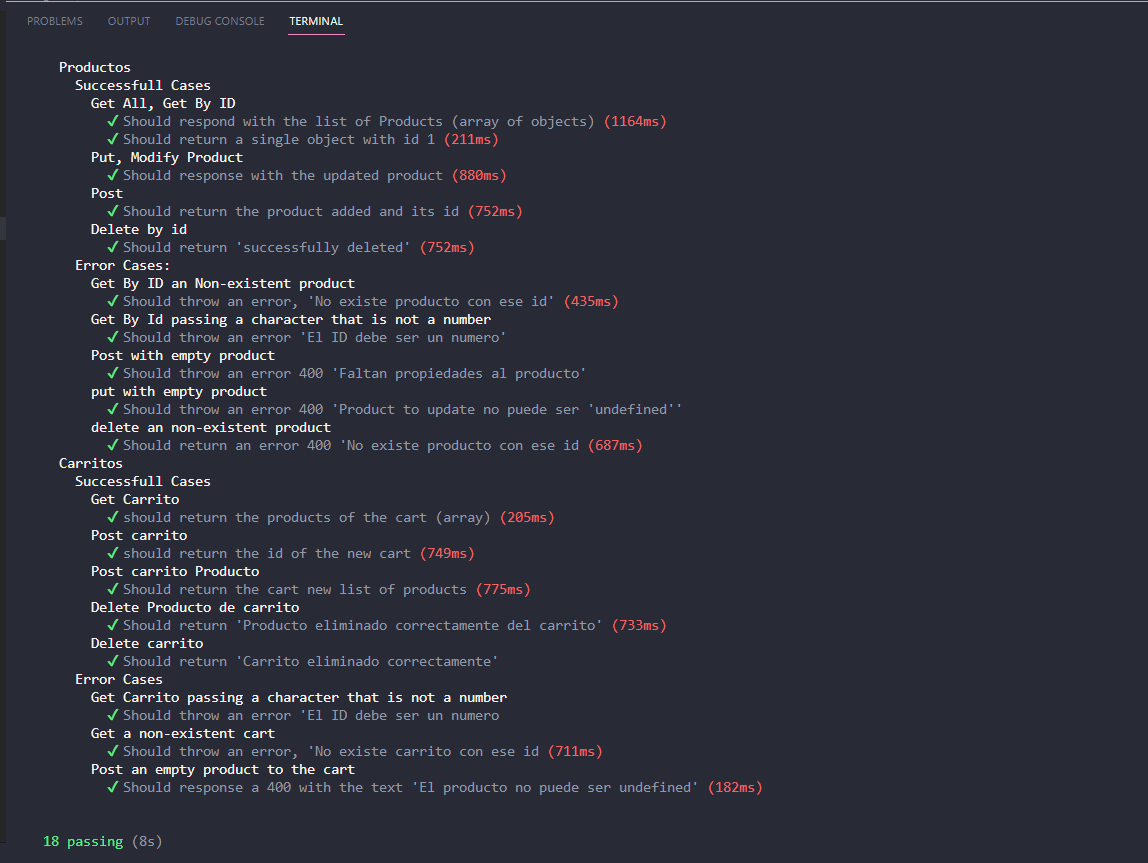 PROBLEMS OUTPUT DEBUG CONSOLE TERMINAL
Productos
Successfull Cases
Get All, Get By ID
✓ Should respond with the list of Products (array of objects) (1164ms)
✓ Should return a single object with id 1 (211ms)
Put, Modify Product
✓ Should response with the updated product (880ms)
Post
✓ Should return the product added and its id (752ms)
Delete by id
✓ Should return 'successfully deleted' (752ms)
Error Cases:
Get By ID an Non-existent product
✓ Should throw an error, 'No existe producto con ese id' (435ms)
Get By Id passing a character that is not a number
✓ Should throw an error 'El ID debe ser un numero'
Post with empty product
✓ Should throw an error 400 'Faltan propiedades al producto'
put with empty product
✓ Should throw an error 400 'Product to update no puede ser 'undefined''
delete an non-existent product
✓ Should return an error 400 'No existe producto con ese id (687ms)
Carritos
Successfull Cases
Get Carrito
✓ should return the products of the cart (array) (205ms)
Post carrito
✓ should return the id of the new cart (749ms)
Post carrito Producto
✓ Should return the cart new list of products (775ms)
Delete Producto de carrito
✓ Should return 'Producto eliminado correctamente del carrito' (733ms)
Delete carrito
✓ Should return 'Carrito eliminado correctamente'
Error Cases
Get Carrito passing a character that is not a number
✓ Should throw an error 'El ID debe ser un numero
Get a non-existent cart
✓ Should throw an error, 'No existe carrito con ese id (711ms)
Post an empty product to the cart
✓ Should response a 400 with the text 'El producto no puede ser undefined' (182ms)
18 passing (8s)